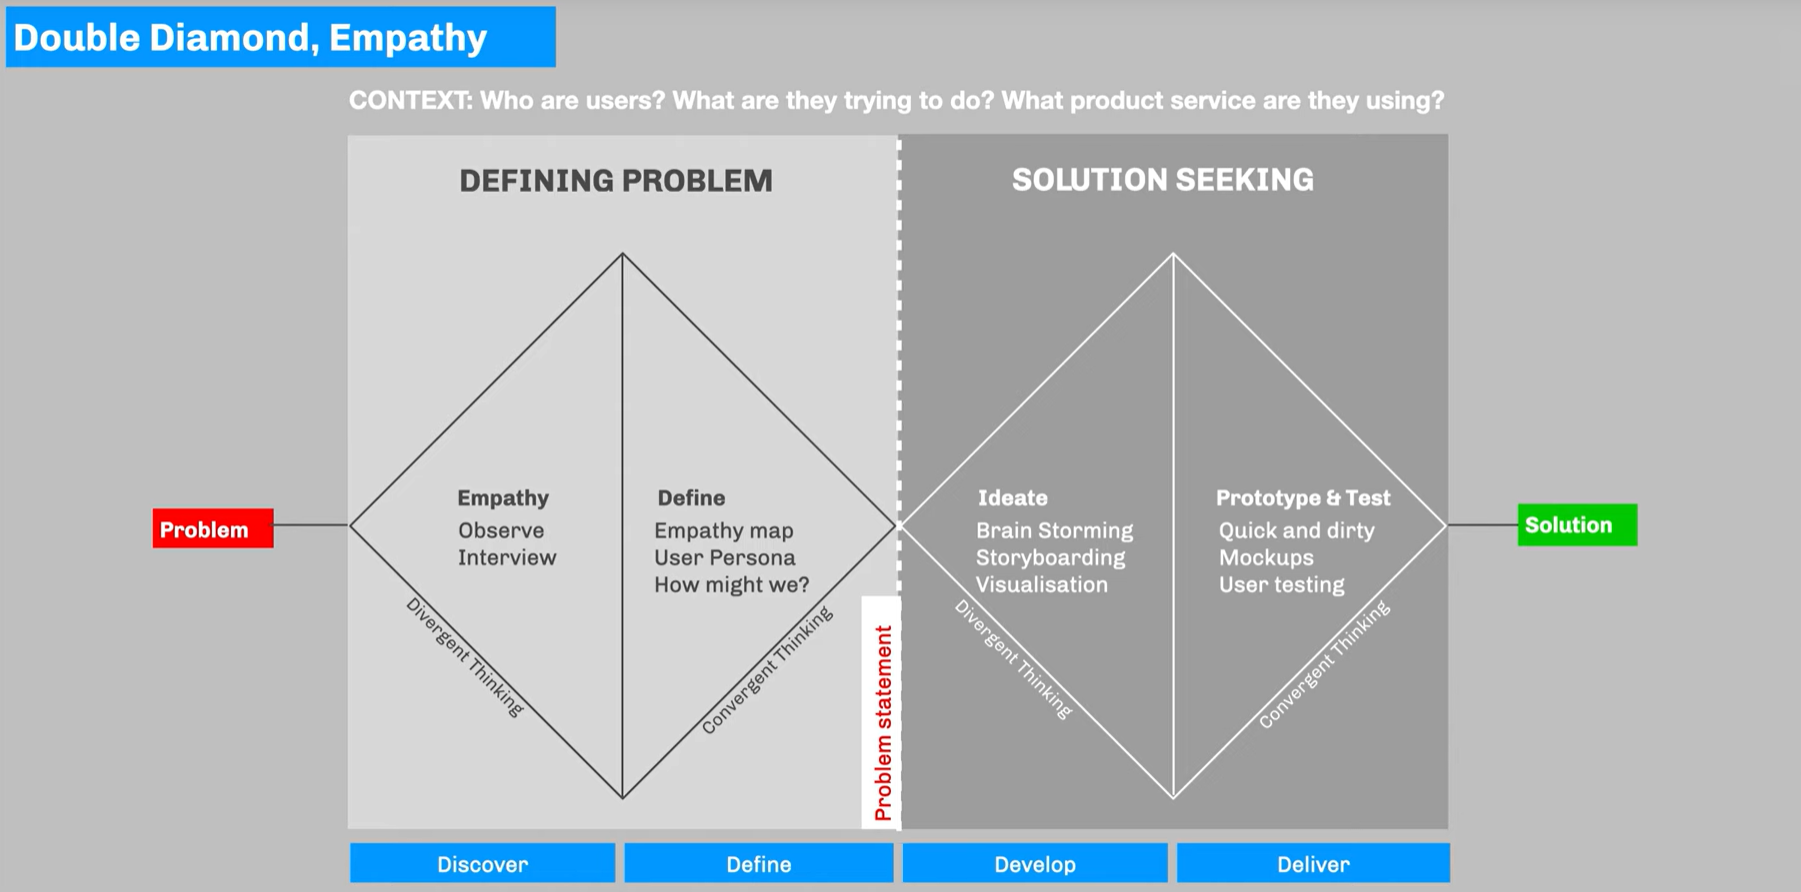 Double Diamond, Empathy
CONTEXT: Who are users? What are they trying to do? What product service are they using?
DEFINING PROBLEM
SOLUTION SEEKING
Problem
Empathy
Observe
Interview
Divergent Thinking
Define
Empathy map
User Persona
How might we?
Convergent Thinking
Problem statement
Ideate
Brain Storming
Storyboarding
Visualisation
Divergent Thinking
Prototype & Test
Quick and dirty
Mockups
User testing
Convergent Thinking
Solution
Discover
Define
Develop
Deliver